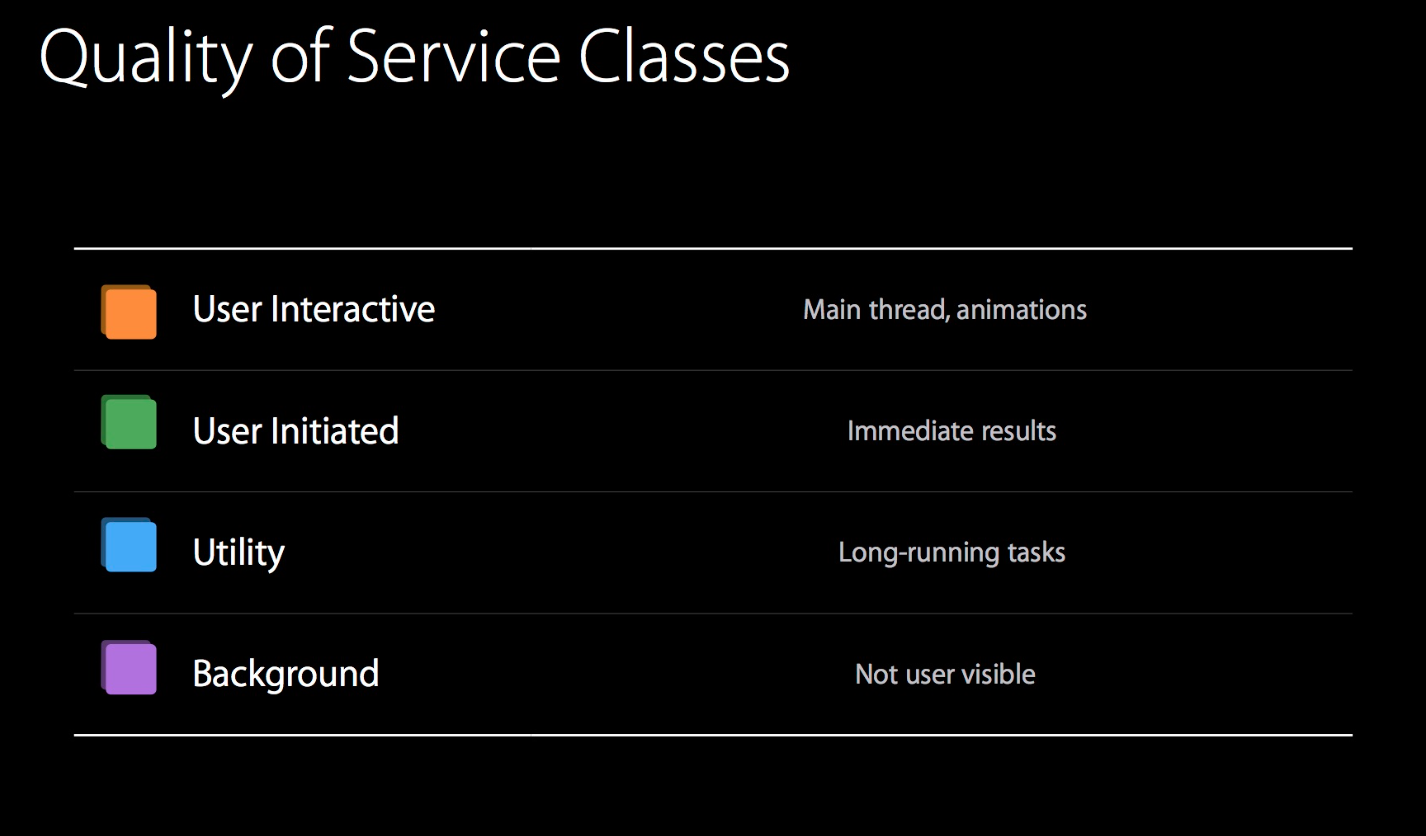 Quality of Service Classes
User Interactive Main thread, animations
User Initiated Immediate results
Utility Long-running tasks
Background Not user visible